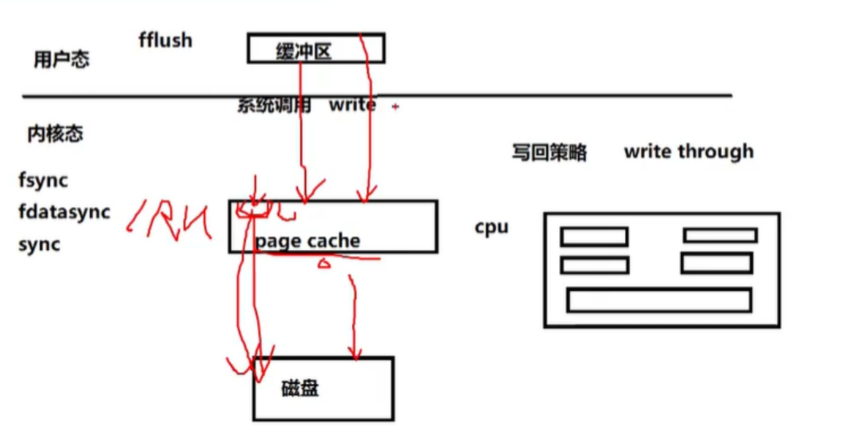 fflush
缓冲区
用户态
系统调用 write
内核态
写回策略 write through
fsync
fdatasync
sync
LRU
page cache
cpu
磁盘